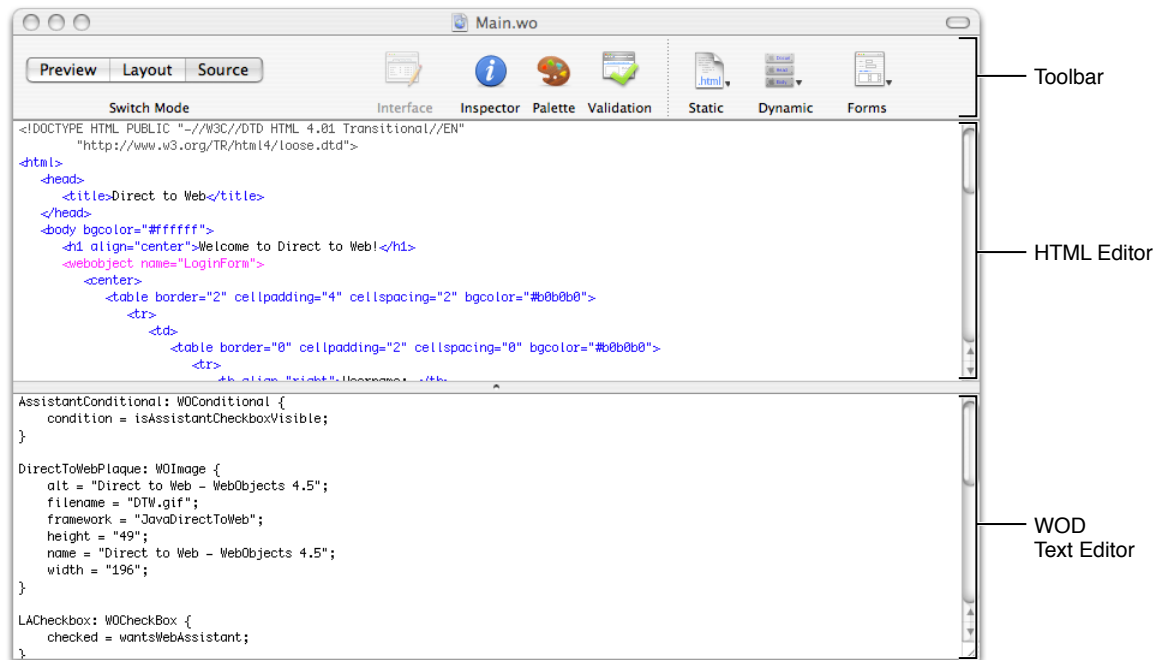 Main.wo
Preview Layout Source
.html
Switch Mode Interface Inspector Palette Validation Static Dynamic Forms
Toolbar
<!DOCTYPE HTML PUBLIC "-//W3C//DTD HTML 4.01 Transitional//EN"
"http://www.w3.org/TR/html4/loose.dtd">
<html>
<head>
<title>Direct to Web</title>
</head>
<body bgcolor="#ffffff">
<h1 align="center">Welcome to Direct to Web!</h1>
<webobject name="LoginForm">
<center>
<table border="2" cellpadding="4" cellspacing="2" bgcolor="#b0b0b0">
<tr>
<td>
<table border="0" cellpadding="2" cellspacing="0" bgcolor="#b0b0b0">
<tr>
<th align="right">Username: </th>
HTML Editor
AssistantConditional: WOConditional {
condition = isAssistantCheckboxVisible;
}
DirectToWebPlaque: WOImage {
alt = "Direct to Web – WebObjects 4.5";
filename = "DTW.gif";
framework = "JavaDirectToWeb";
height = "49";
name = "Direct to Web – WebObjects 4.5";
width = "196";
}
LACheckbox: WOCheckBox {
checked = wantsWebAssistant;
}
WOD
Text Editor